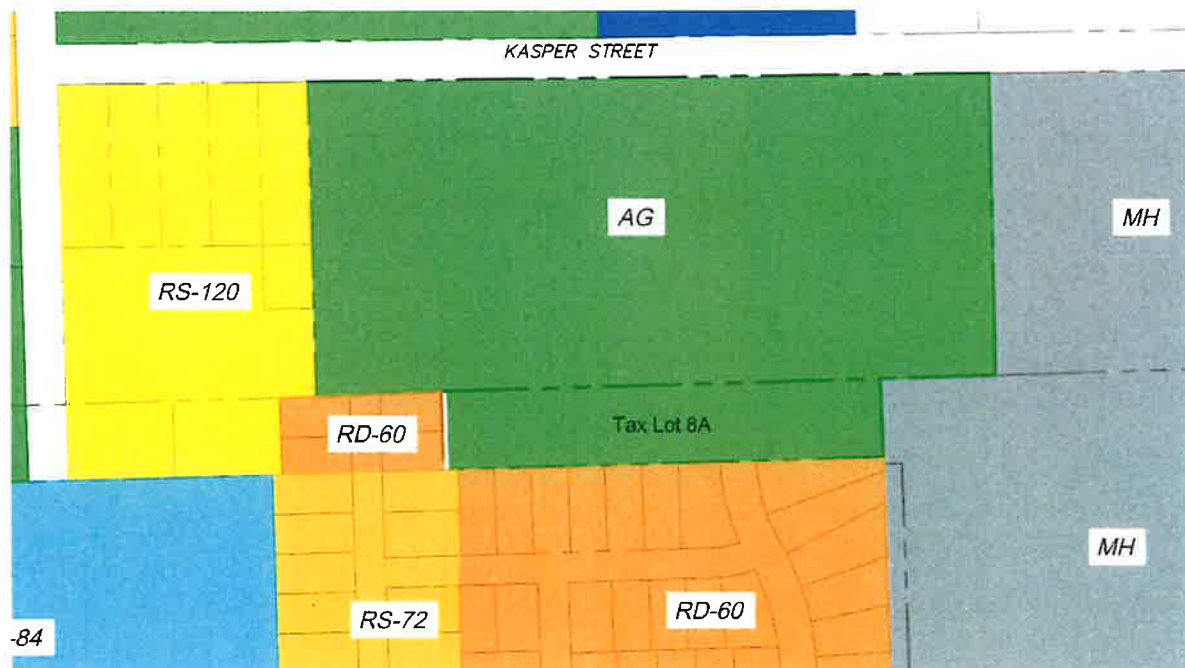 KASPER STREET
AG
MH
RS-120
RD-60
Tax Lot 8A
MH
RS-72
RD-60
-84